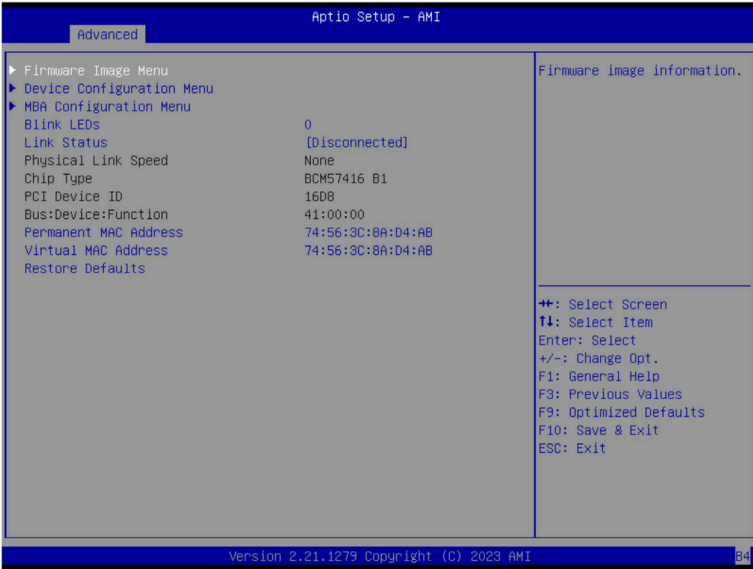 Aptio Setup - AMI
Advanced
Firmware Image Menu
Device Configuration Menu
MBA Configuration Menu
Blink LEDs 0
Link Status [Disconnected]
Physical Link Speed None
Chip Type BCM57416 B1
PCI Device ID 16D8
Bus:Device:Function 41:00:00
Permanent MAC Address 74:56:3C:8A:D4:AB
Virtual MAC Address 74:56:3C:8A:D4:AB
Restore Defaults
Firmware image information.
→←: Select Screen
↑↓: Select Item
Enter: Select
+/-: Change Opt.
F1: General Help
F3: Previous Values
F9: Optimized Defaults
F10: Save & Exit
ESC: Exit
Version 2.21.1279 Copyright (C) 2023 AMI
B4